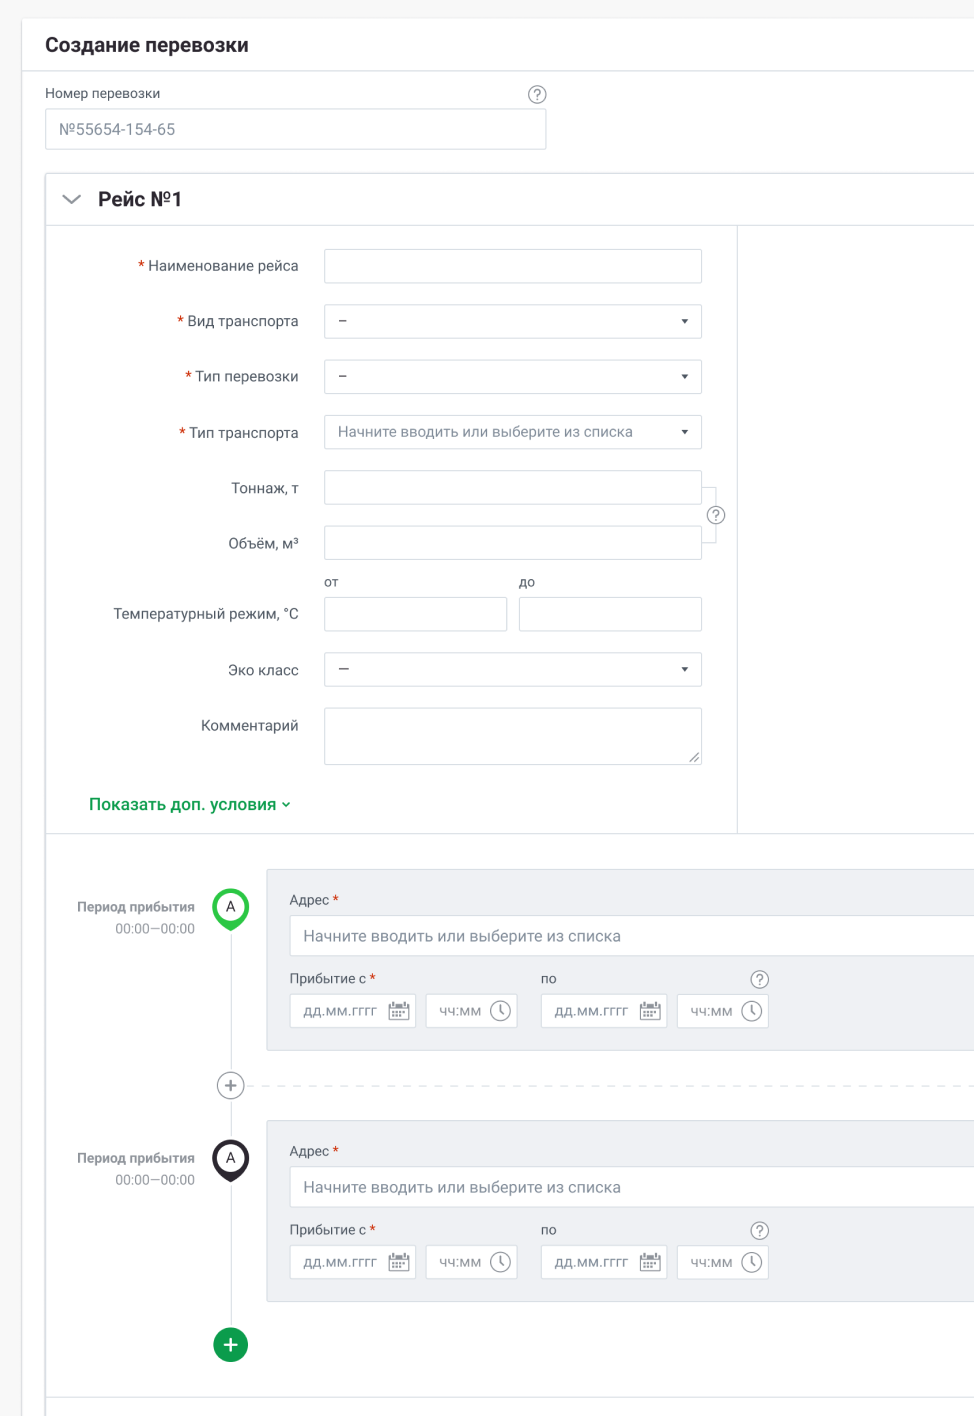 Создание перевозки
Номер перевозки
№55654-154-65
Рейс №1
* Наименование рейса
* Вид транспорта –
* Тип перевозки –
* Тип транспорта Начните вводить или выберите из списка
Тоннаж, т
Объём, м³
от до
Температурный режим, °C
Эко класс —
Комментарий
Показать доп. условия
Период прибытия
00:00–00:00
A
Адрес *
Начните вводить или выберите из списка
Прибытие с * по
дд.мм.гггг чч:мм дд.мм.гггг чч:мм
Период прибытия
00:00–00:00
A
Адрес *
Начните вводить или выберите из списка
Прибытие с * по
дд.мм.гггг чч:мм дд.мм.гггг чч:мм